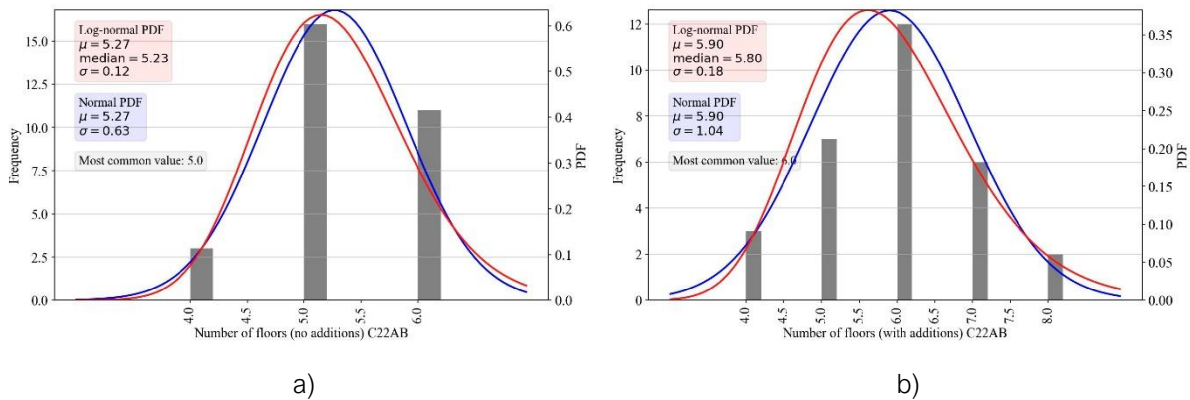 Log-normal PDF
μ = 5.27
median = 5.23
σ = 0.12
Normal PDF
μ = 5.27
σ = 0.63
Most common value: 5.0
Frequency
15.0
12.5
10.0
7.5
5.0
2.5
0.0
0.6
0.5
0.4
0.3
0.2
0.1
0.0
PDF
4.0
4.5
5.0
5.5
6.0
Number of floors (no additions) C22AB
a)
Log-normal PDF
μ = 5.90
median = 5.80
σ = 0.18
Normal PDF
μ = 5.90
σ = 1.04
Most common value: 6.0
Frequency
12
10
8
6
4
2
0
0.35
0.30
0.25
0.20
0.15
0.10
0.05
0.00
PDF
4.0
4.5
5.0
5.5
6.0
6.5
7.0
7.5
8.0
Number of floors (with additions) C22AB
b)